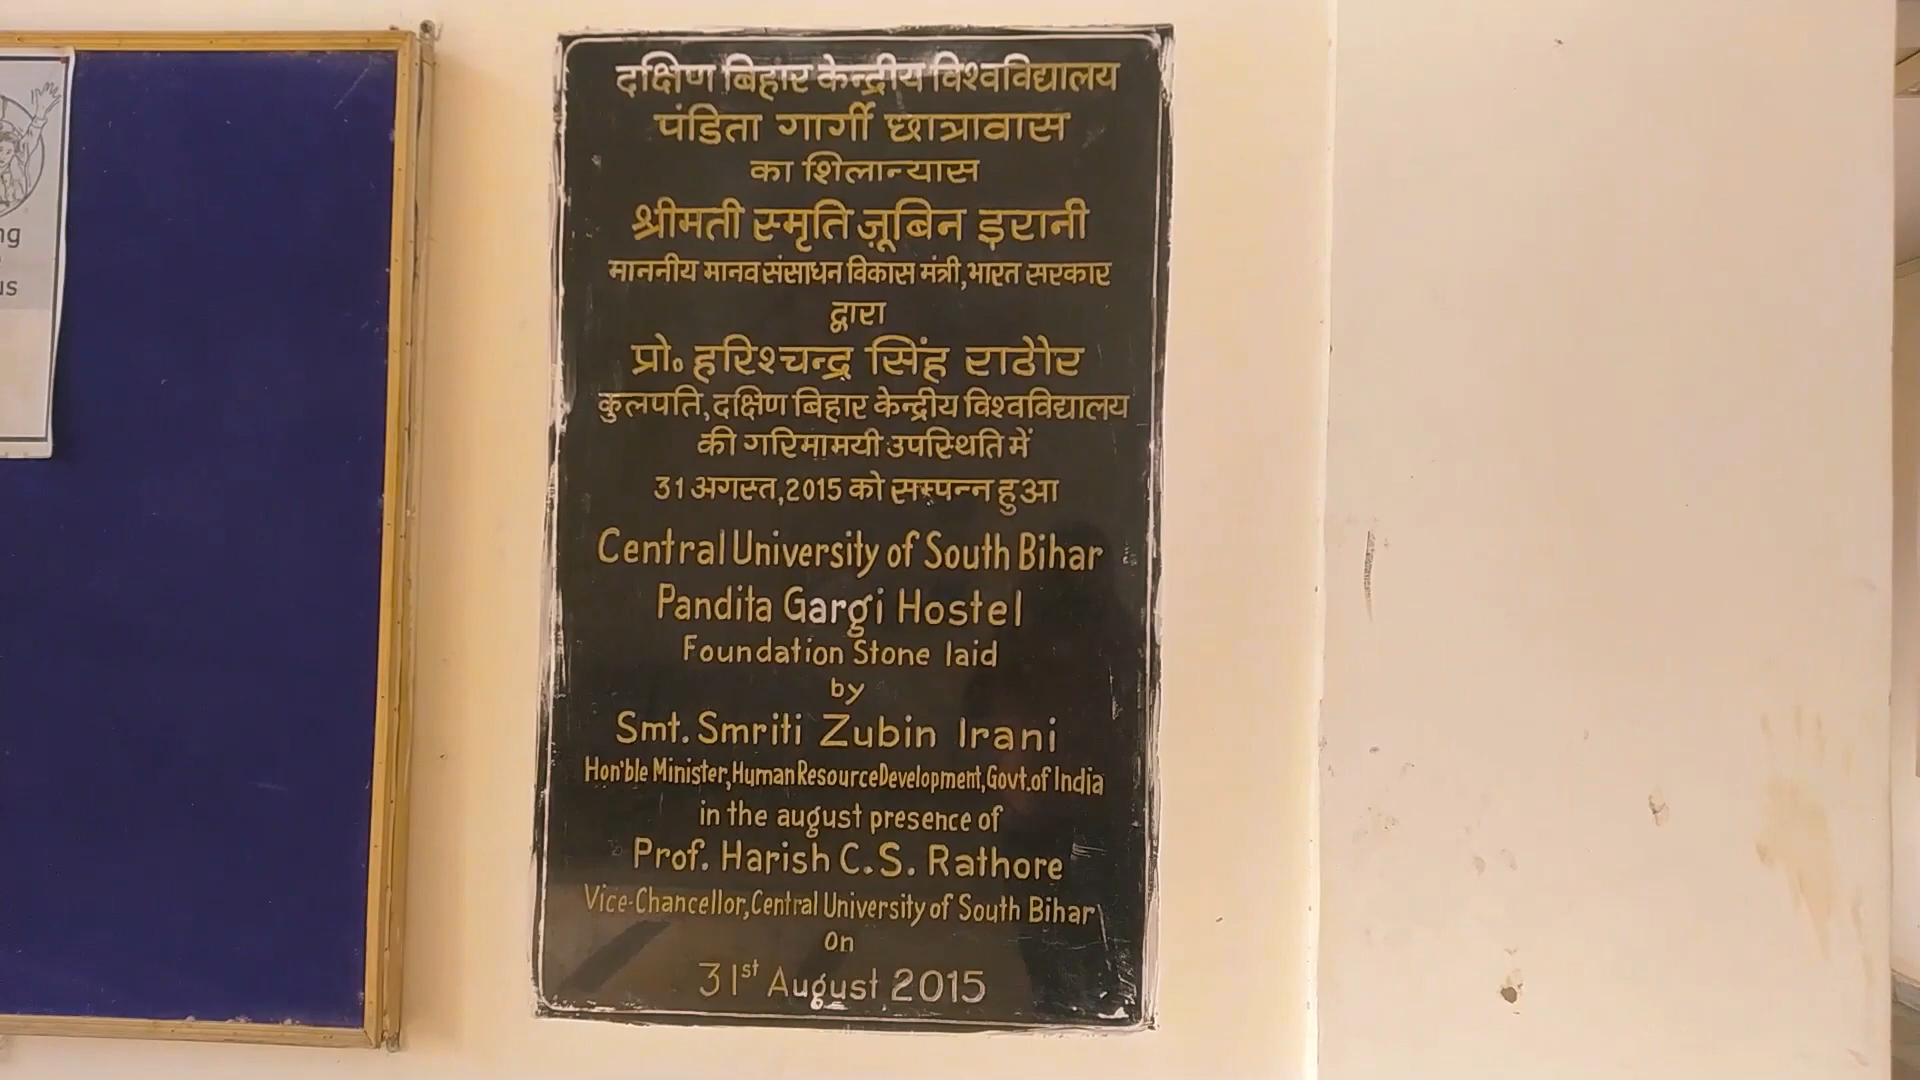 ng
us
दक्षिण बिहार केन्द्रीय विश्वविद्यालय
पंडिता गार्गी छात्रावास
का शिलान्यास
श्रीमती स्मृति ज़ूबिन इरानी
माननीय मानव संसाधन विकास मंत्री,भारत सरकार
द्वारा
प्रो॰ हरिश्चन्द्र सिंह राठौर
कुलपति,दक्षिण बिहार केन्द्रीय विश्वविद्यालय
की गरिमामयी उपस्थिति में
31 अगस्त,2015 को सम्पन्न हुआ
Central University of South Bihar
Pandita Gargi Hostel
Foundation Stone laid
by
Smt. Smriti Zubin Irani
Hon'ble Minister,Human Resource Development,Govt.of India
in the august presence of
Prof. Harish C.S. Rathore
Vice-Chancellor,Central University of South Bihar
On
31st August 2015